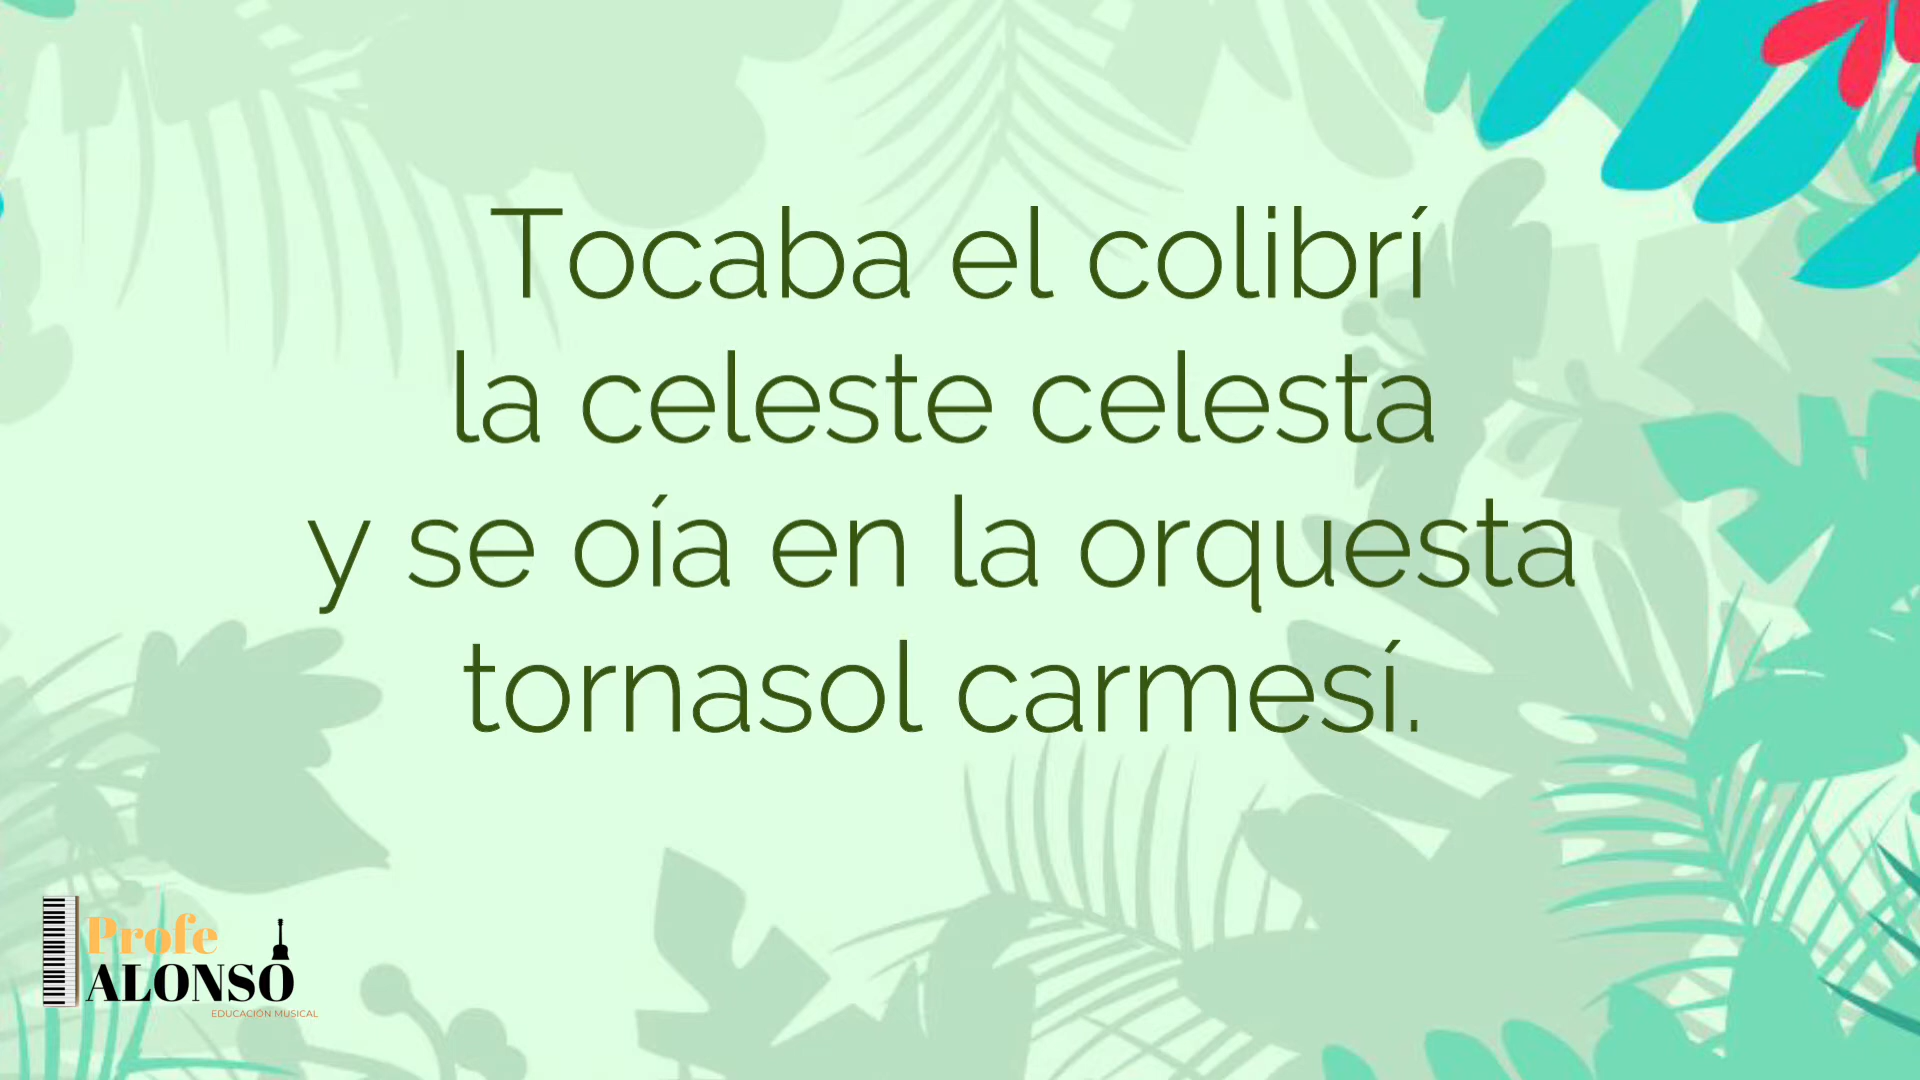 Tocaba el colibrí
la celeste celesta
y se oía en la orquesta
tornasol carmesí.
Profe
ALONSO
EDUCACIÓN MUSICAL